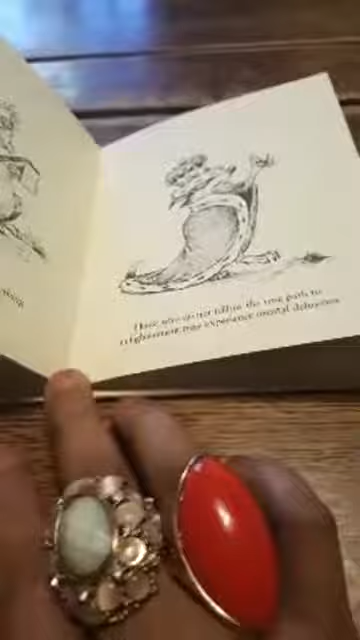 Those who do not follow the true path to
enlightenment may experience mental delusions.